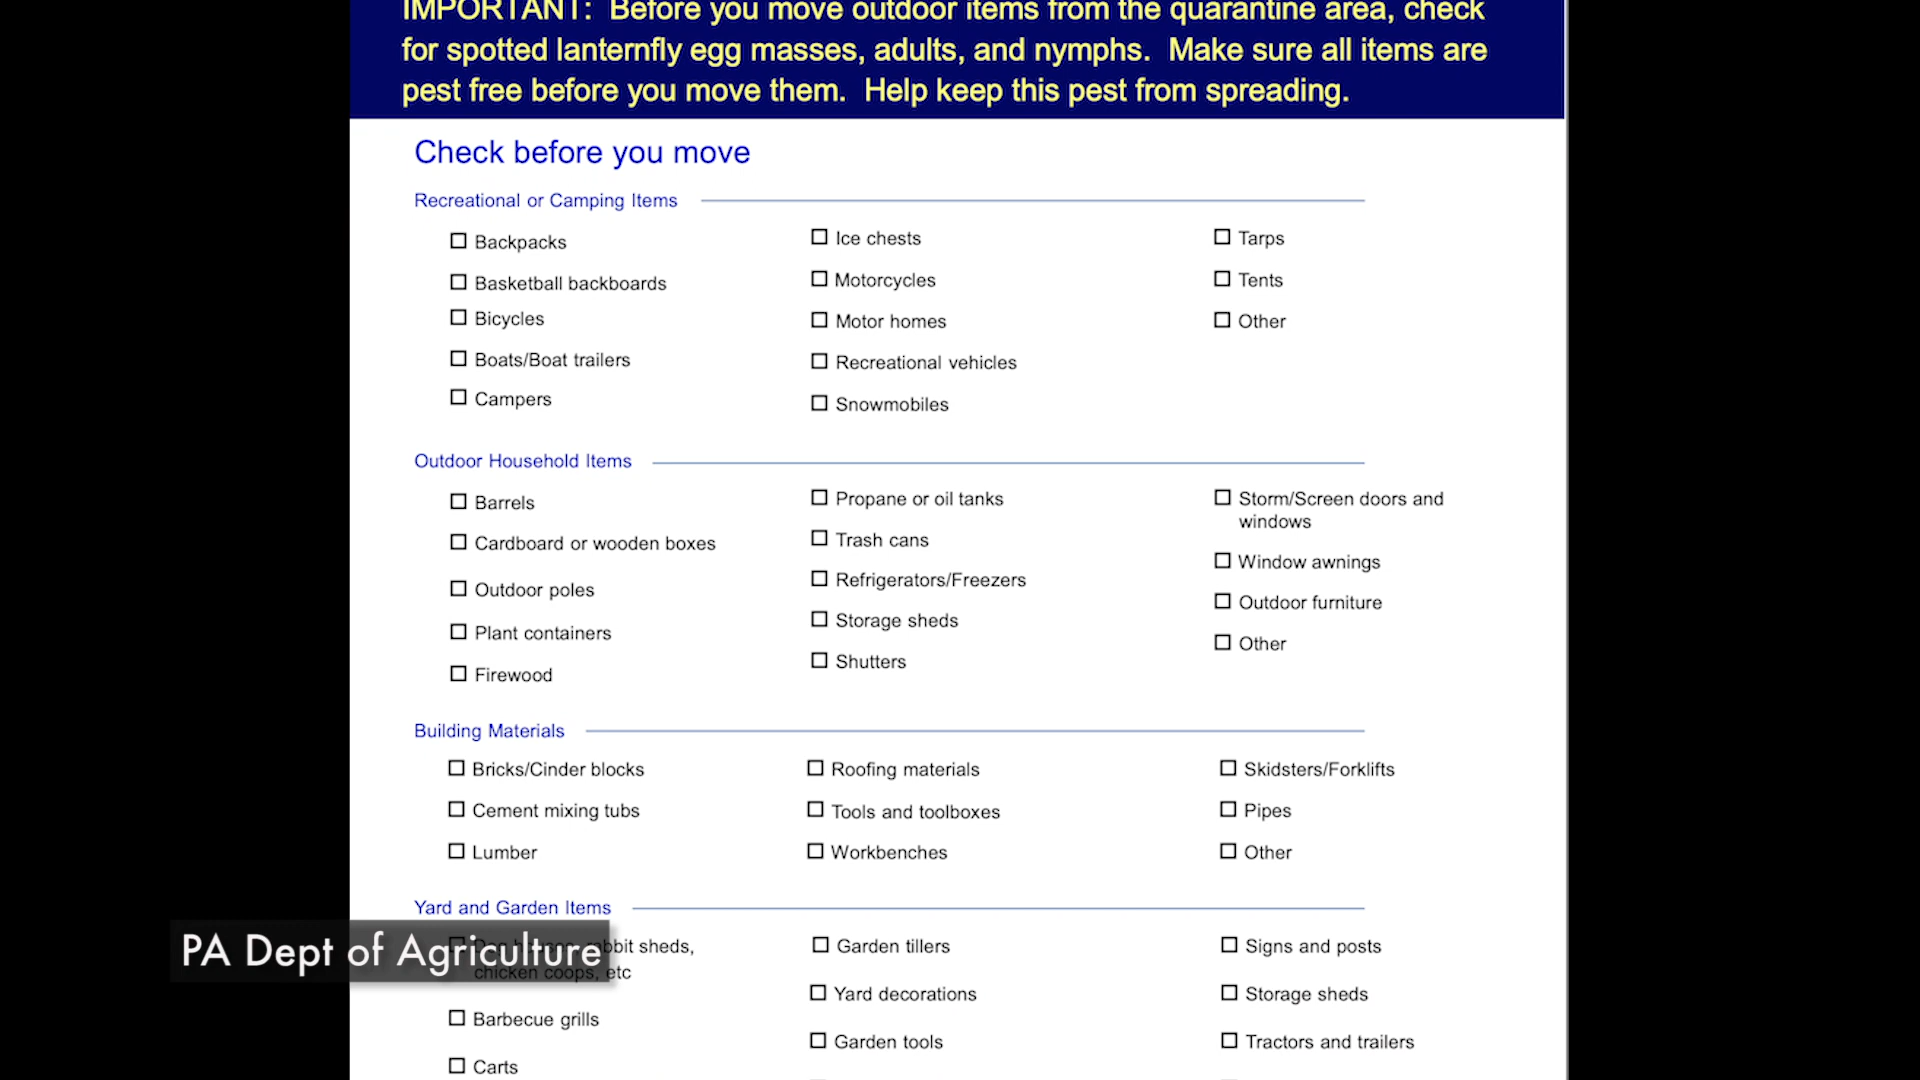 IMPORTANT: Before you move outdoor items from the quarantine area, check
for spotted lanternfly egg masses, adults, and nymphs. Make sure all items are
pest free before you move them. Help keep this pest from spreading.
Check before you move
Recreational or Camping Items
Backpacks
Basketball backboards
Bicycles
Boats/Boat trailers
Campers
Ice chests
Motorcycles
Motor homes
Recreational vehicles
Snowmobiles
Tarps
Tents
Other
Outdoor Household Items
Barrels
Cardboard or wooden boxes
Outdoor poles
Plant containers
Firewood
Propane or oil tanks
Trash cans
Refrigerators/Freezers
Storage sheds
Shutters
Storm/Screen doors and
windows
Window awnings
Outdoor furniture
Other
Building Materials
Bricks/Cinder blocks
Cement mixing tubs
Lumber
Roofing materials
Tools and toolboxes
Workbenches
Skidsters/Forklifts
Pipes
Other
Yard and Garden Items
sheds,
chicken coops, etc
Barbecue grills
Carts
Garden tillers
Yard decorations
Garden tools
Signs and posts
Storage sheds
Tractors and trailers
PA Dept of Agriculture